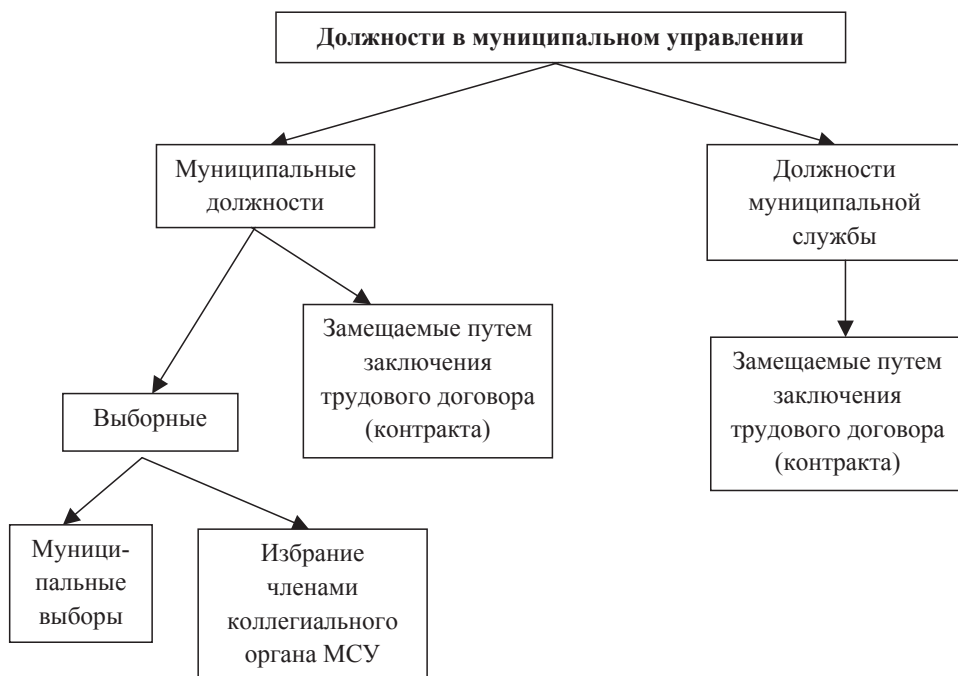 Должности в муниципальном управлении
Муниципальные
должности
Должности
муниципальной
службы
Замещаемые путем
заключения
трудового договора
(контракта)
Замещаемые путем
заключения
трудового договора
(контракта)
Выборные
Муници-
пальные
выборы
Избрание
членами
коллегиального
органа МСУ